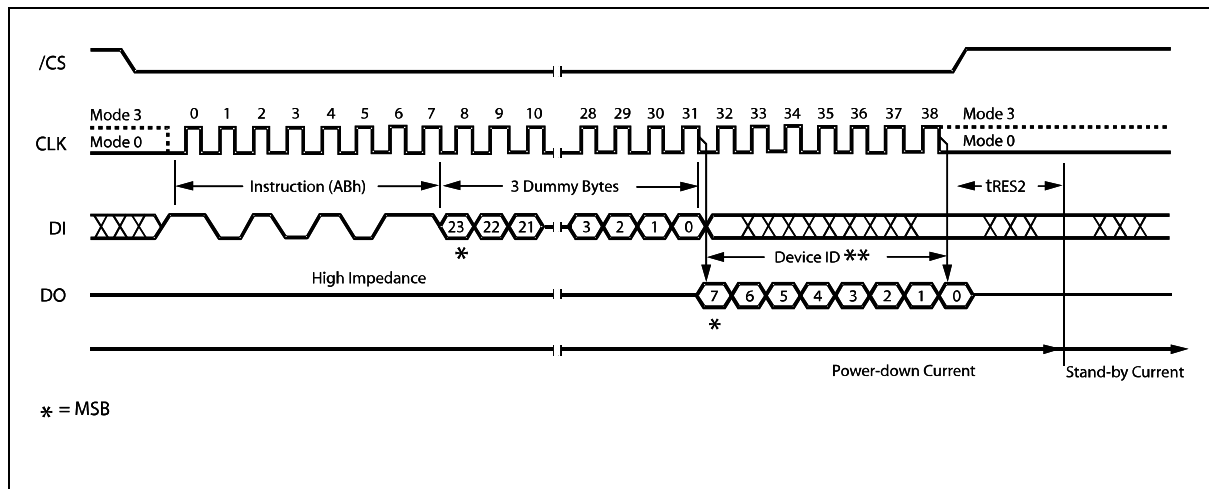 /CS
Mode 3 0 1 2 3 4 5 6 7 8 9 10 28 29 30 31 32 33 34 35 36 37 38 Mode 3
CLK Mode 0 Mode 0
Instruction (ABh) 3 Dummy Bytes tRES2
DI 23 22 21 3 2 1 0
* Device ID **
High Impedance
DO 7 6 5 4 3 2 1 0
*
Power-down Current Stand-by Current
* = MSB